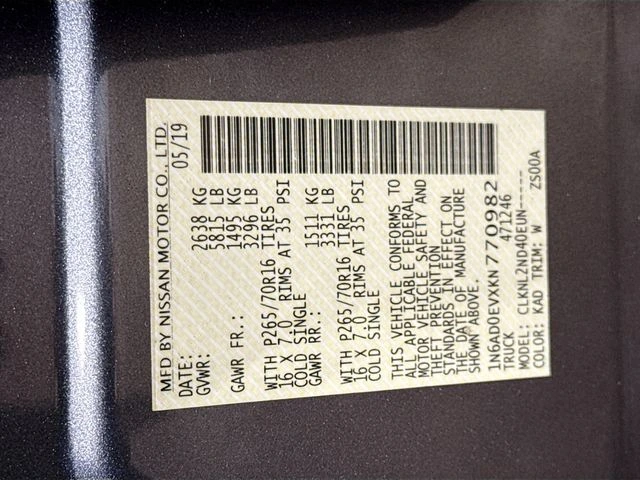 MFD BY NISSAN MOTOR CO., LTD.
DATE: 05/19
GVWR: 2638 KG
5815 LB
GAWR FR.: 1495 KG
3296 LB
WITH P265/70R16 TIRES
16 X 7.0 RIMS AT 35 PSI
COLD SINGLE
GAWR RR.: 1511 KG
3331 LB
WITH P265/70R16 TIRES
16 X 7.0 RIMS AT 35 PSI
COLD SINGLE
THIS VEHICLE CONFORMS TO
ALL APPLICABLE FEDERAL
MOTOR VEHICLE SAFETY AND
THEFT PREVENTION
STANDARDS IN EFFECT ON
THE DATE OF MANUFACTURE
SHOWN ABOVE.
1N6AD0EVXKN770982
TRUCK 471246
MODEL: CLKNL2ND40EUN-----
COLOR: KAD TRIM: W ZS00A